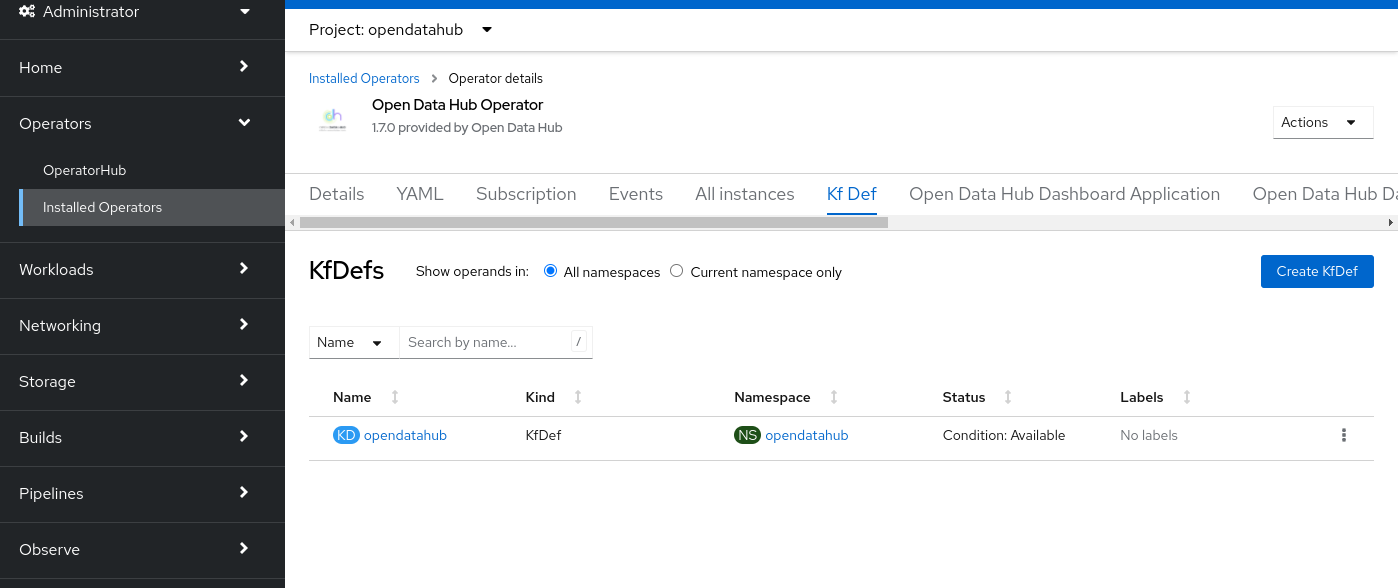 Administrator
Home
Operators
OperatorHub
Installed Operators
Workloads
Networking
Storage
Builds
Pipelines
Observe
Project: opendatahub
Installed Operators > Operator details
Open Data Hub Operator
1.7.0 provided by Open Data Hub
Actions
Details YAML Subscription Events All instances Kf Def Open Data Hub Dashboard Application Open Data Hub Da
KfDefs Show operands in: All namespaces Current namespace only Create KfDef
Name Search by name... /
Name Kind Namespace Status Labels
KD opendatahub KfDef NS opendatahub Condition: Available No labels